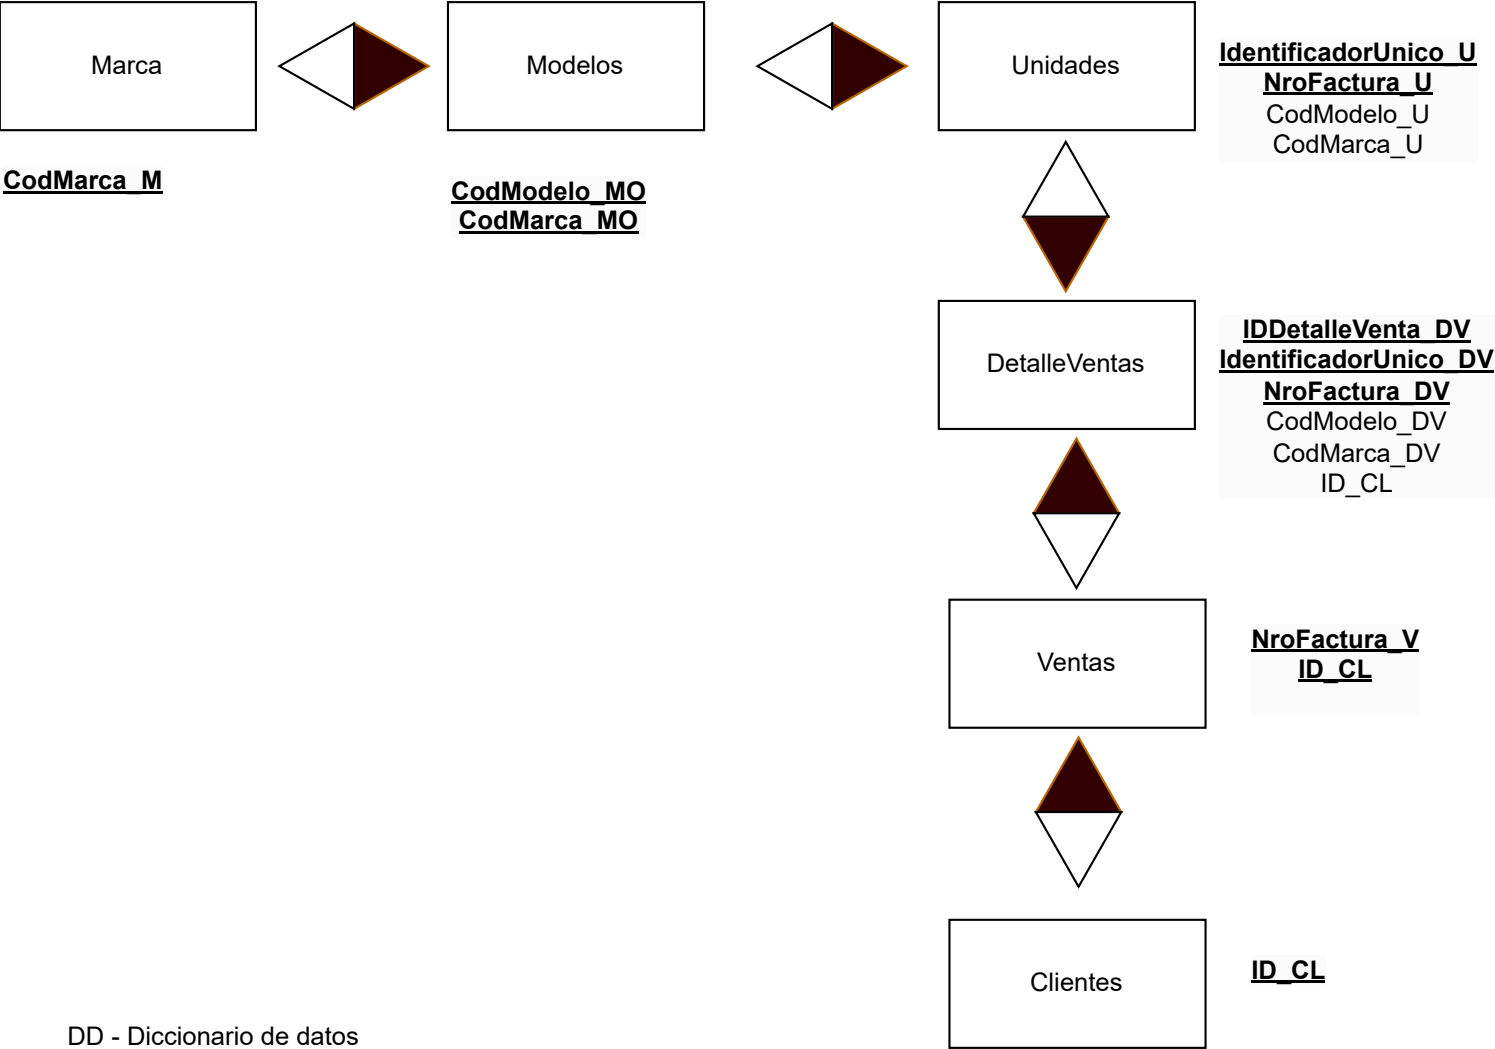 Marca
Modelos
Unidades
IdentificadorUnico_U
NroFactura_U
CodModelo_U
CodMarca_U
CodMarca_M
CodModelo_MO
CodMarca_MO
DetalleVentas
IDDetalleVenta_DV
IdentificadorUnico_DV
NroFactura_DV
CodModelo_DV
CodMarca_DV
ID_CL
Ventas
NroFactura_V
ID_CL
Clientes
ID_CL
DD - Diccionario de datos